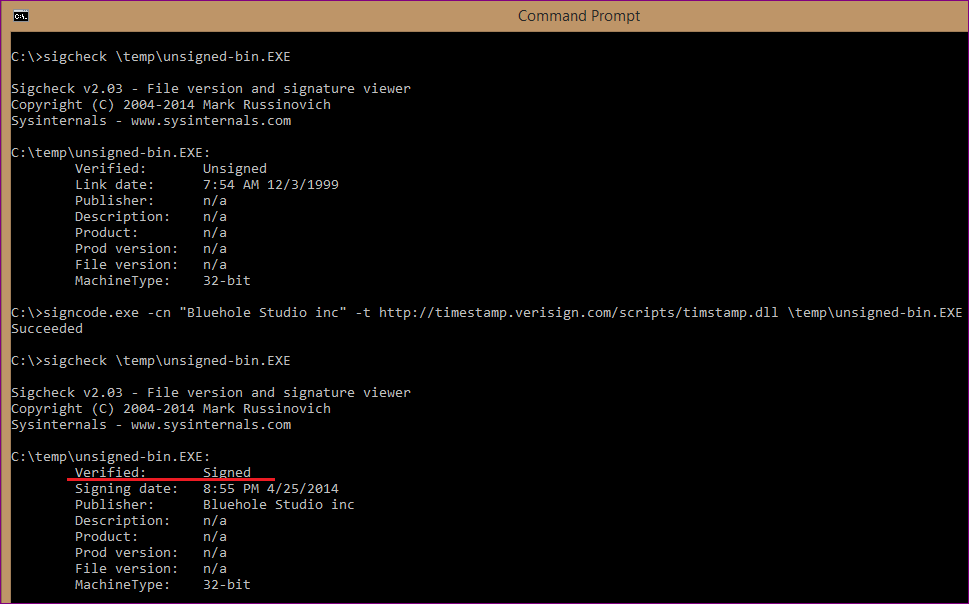 Command Prompt
C:\>sigcheck \temp\unsigned-bin.EXE
Sigcheck v2.03 - File version and signature viewer
Copyright (C) 2004-2014 Mark Russinovich
Sysinternals - www.sysinternals.com
C:\temp\unsigned-bin.EXE:
Verified: Unsigned
Link date: 7:54 AM 12/3/1999
Publisher: n/a
Description: n/a
Product: n/a
Prod version: n/a
File version: n/a
MachineType: 32-bit
C:\>signcode.exe -cn "Bluehole Studio inc" -t http://timestamp.verisign.com/scripts/timstamp.dll \temp\unsigned-bin.EXE
Succeeded
C:\>sigcheck \temp\unsigned-bin.EXE
Sigcheck v2.03 - File version and signature viewer
Copyright (C) 2004-2014 Mark Russinovich
Sysinternals - www.sysinternals.com
C:\temp\unsigned-bin.EXE:
Verified: Signed
Signing date: 8:55 PM 4/25/2014
Publisher: Bluehole Studio inc
Description: n/a
Product: n/a
Prod version: n/a
File version: n/a
MachineType: 32-bit